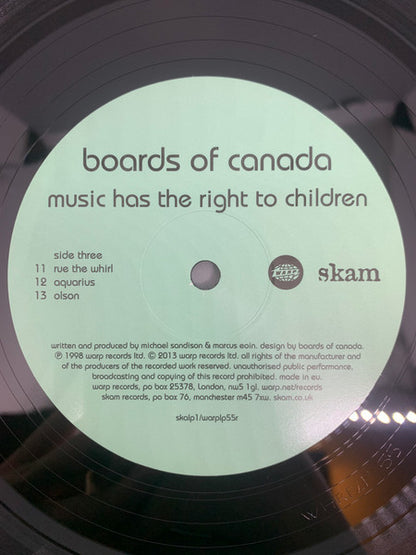 boards of canada
music has the right to children
side three
11 rue the whirl
12 aquarius
13 olson
warp
skam
written and produced by michael sandison & marcus eoin. design by boards of canada.
℗ 1998 warp records ltd. © 2013 warp records ltd. all rights of the manufacturer and
of the producers of the recorded work reserved. unauthorised public performance,
broadcasting and copying of this record prohibited. made in eu.
warp records, po box 25378, London, nw5 1gl. warp.net/records
skam records, po box 76, manchester m45 7xw. skam.co.uk
skalp1/warplp55r